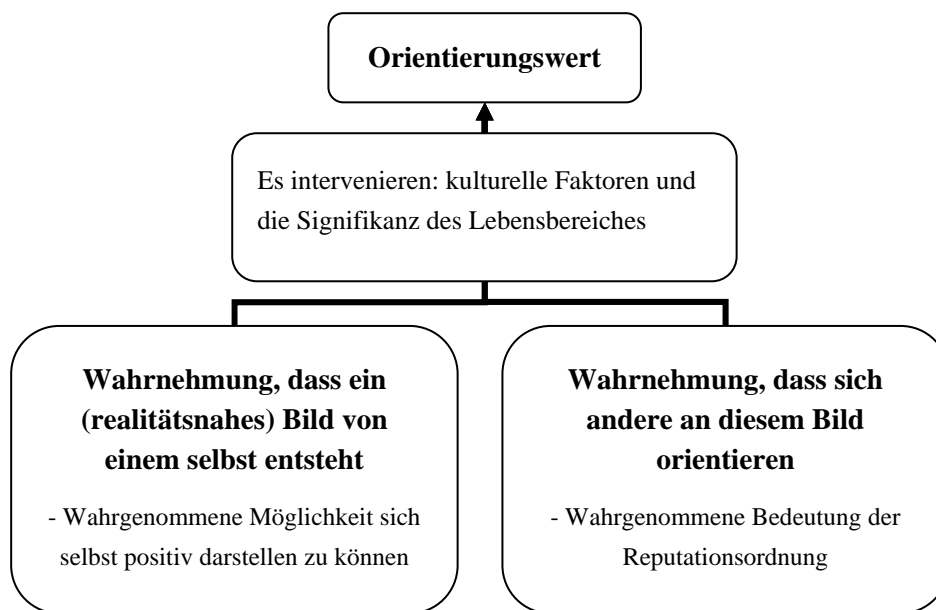 Orientierungswert
Es intervenieren: kulturelle Faktoren und
die Signifikanz des Lebensbereiches
Wahrnehmung, dass ein
(realitätsnahes) Bild von
einem selbst entsteht
- Wahrgenommene Möglichkeit sich
selbst positiv darstellen zu können
Wahrnehmung, dass sich
andere an diesem Bild
orientieren
- Wahrgenommene Bedeutung der
Reputationsordnung